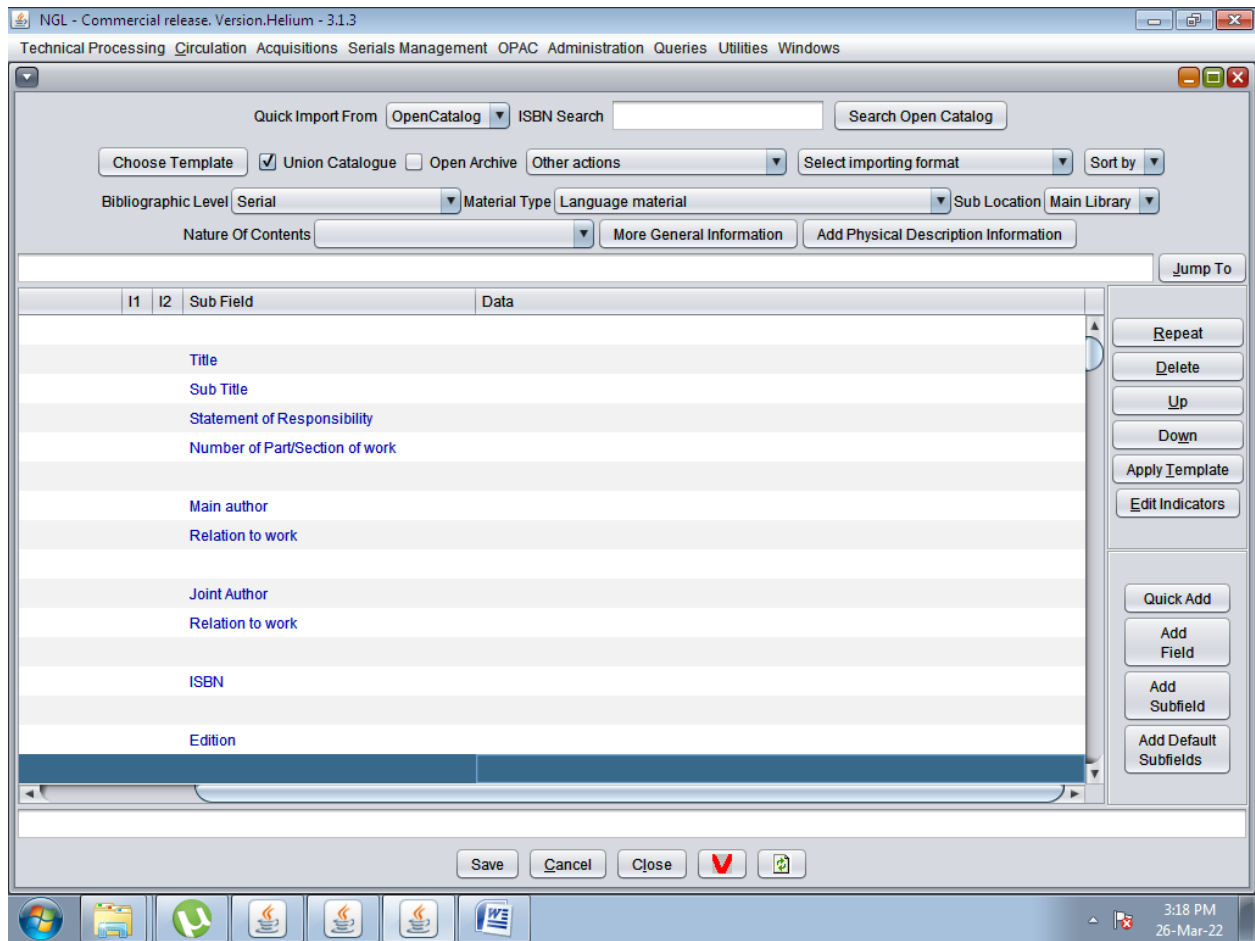 NGL - Commercial release. Version.Helium - 3.1.3
Technical Processing Circulation Acquisitions Serials Management OPAC Administration Queries Utilities Windows
Quick Import From OpenCatalog ISBN Search Search Open Catalog
Choose Template Union Catalogue Open Archive Other actions Select importing format Sort by
Bibliographic Level Serial Material Type Language material Sub Location Main Library
Nature Of Contents More General Information Add Physical Description Information
Jump To
I1 I2 Sub Field Data
Title
Sub Title
Statement of Responsibility
Number of Part/Section of work
Main author
Relation to work
Joint Author
Relation to work
ISBN
Edition
Repeat
Delete
Up
Down
Apply Template
Edit Indicators
Quick Add
Add
Field
Add
Subfield
Add Default
Subfields
Save Cancel Close
3:18 PM
26-Mar-22